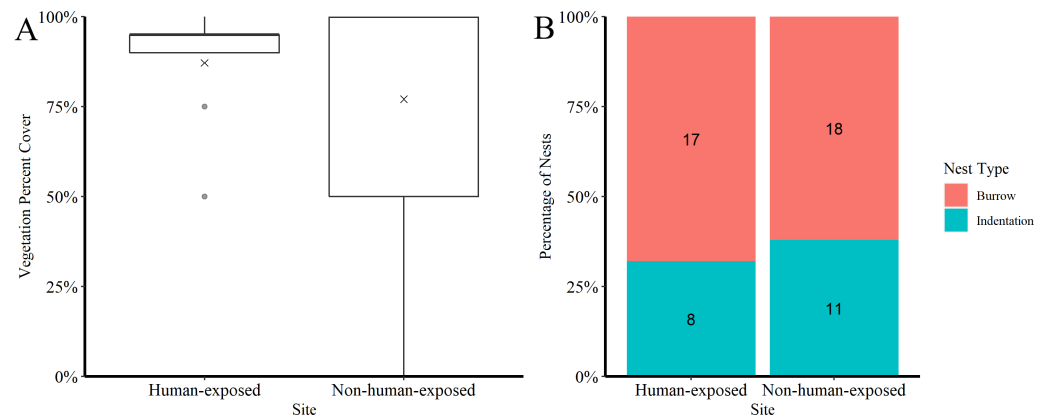 A
Vegetation Percent Cover
100%
75%
50%
25%
0%
Human-exposed
Non-human-exposed
Site
B
Percentage of Nests
100%
75%
50%
25%
0%
17
18
8
11
Human-exposed
Non-human-exposed
Site
Nest Type
Burrow
Indentation